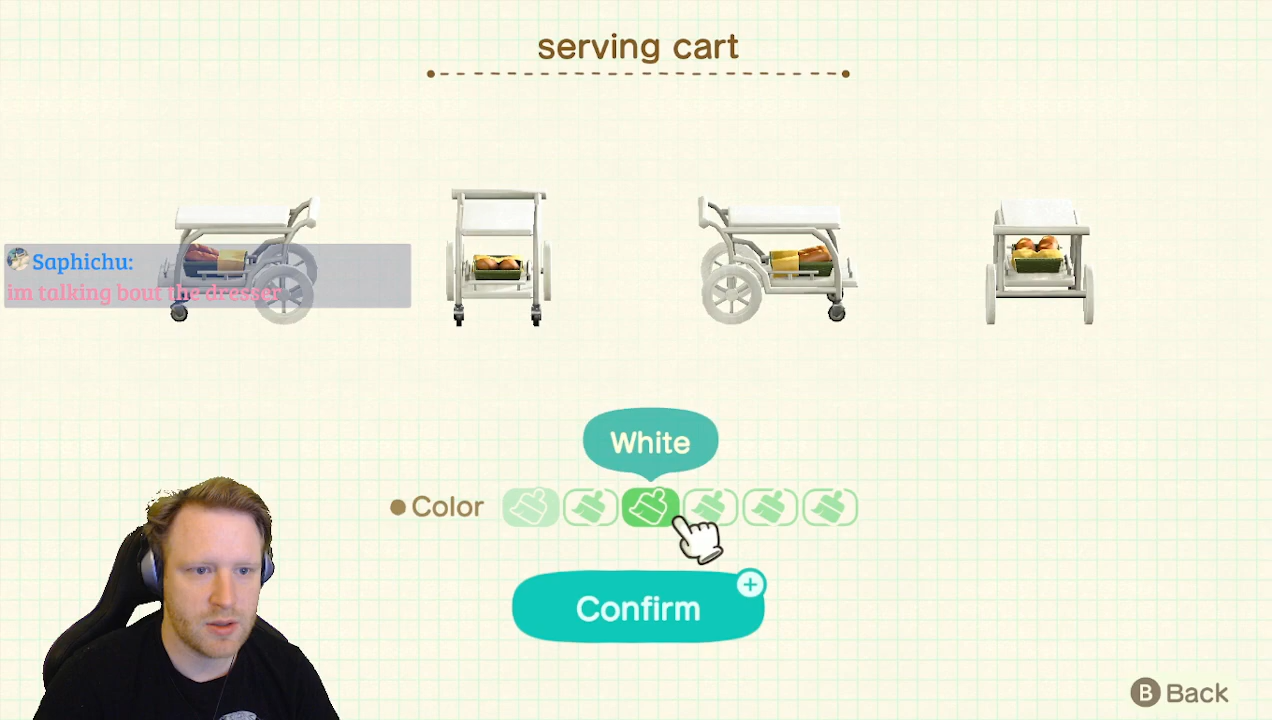 serving cart
Saphichu:
im talking bout the dresser
White
Color
Confirm
B Back